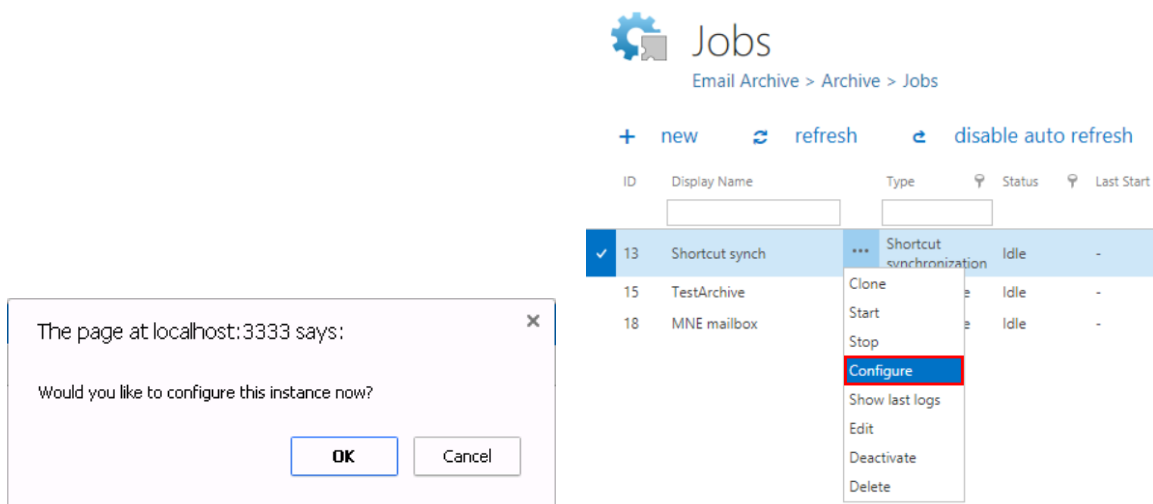 The page at localhost:3333 says:
Would you like to configure this instance now?
OK Cancel
Jobs
Email Archive > Archive > Jobs
+ new refresh disable auto refresh
ID Display Name Type Status Last Start
13 Shortcut synch ... Shortcut synchronization Idle -
15 TestArchive e Idle -
18 MNE mailbox e Idle -
Clone
Start
Stop
Configure
Show last logs
Edit
Deactivate
Delete